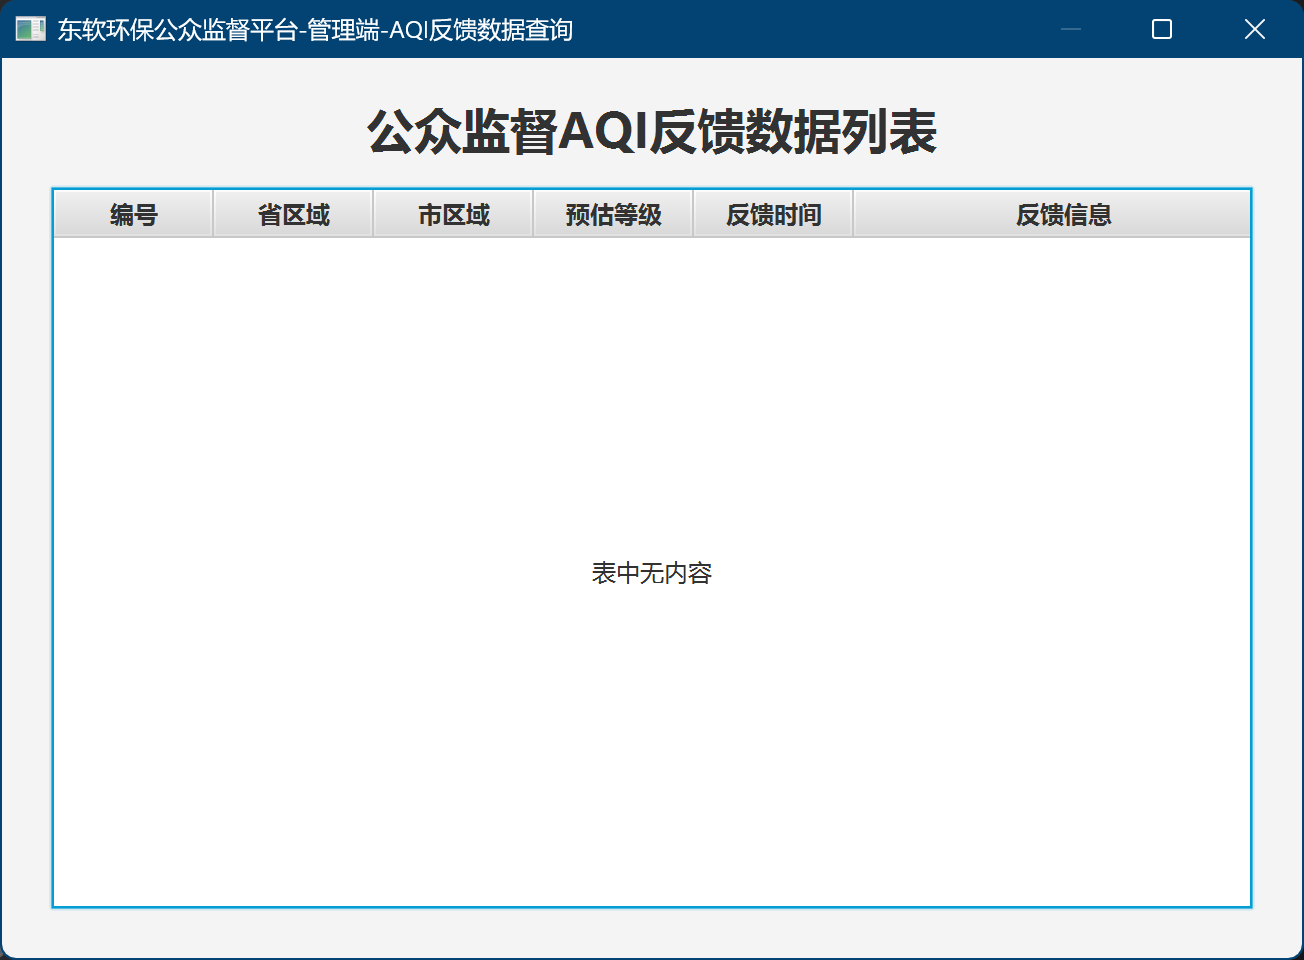 东软环保公众监督平台-管理端-AQI反馈数据查询
公众监督AQI反馈数据列表
编号 省区域 市区域 预估等级 反馈时间 反馈信息
表中无内容